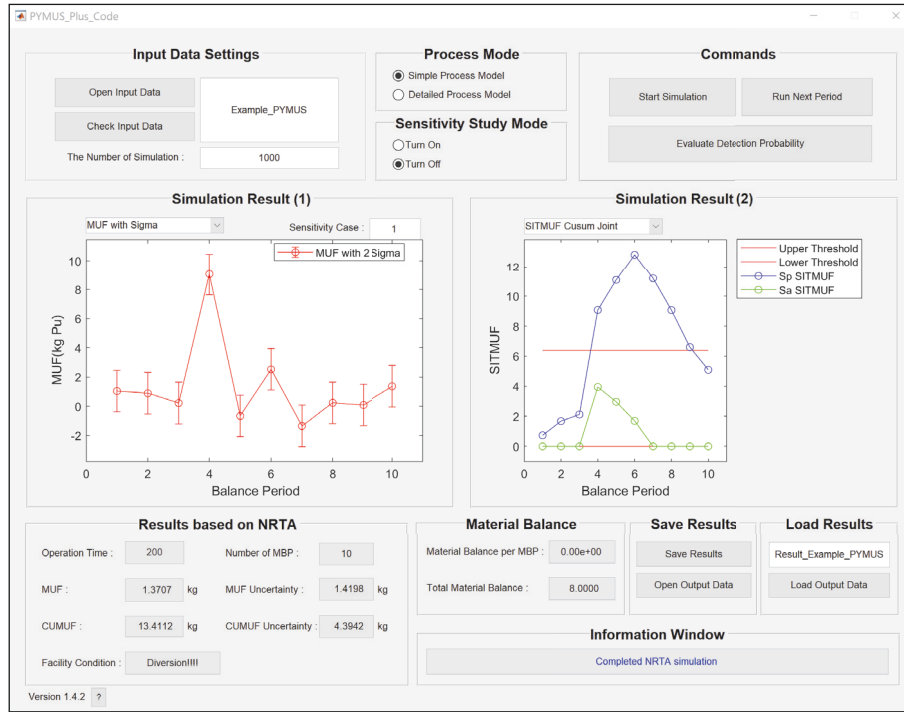 PYMUS_Plus_Code
Input Data Settings
Open Input Data
Check Input Data
Example_PYMUS
The Number of Simulation :
1000
Process Mode
Simple Process Model
Detailed Process Model
Sensitivity Study Mode
Turn On
Turn Off
Commands
Start Simulation
Run Next Period
Evaluate Detection Probability
Simulation Result (1)
MUF with Sigma
Sensitivity Case :
1
MUF with 2 Sigma
MUF(kg Pu)
10
8
6
4
2
0
-2
0 2 4 6 8 10
Balance Period
Simulation Result (2)
SITMUF Cusum Joint
Upper Threshold
Lower Threshold
Sp SITMUF
Sa SITMUF
SITMUF
12
10
8
6
4
2
0
0 2 4 6 8 10
Balance Period
Results based on NRTA
Operation Time :
200
Number of MBP :
10
MUF :
1.3707
kg
MUF Uncertainty :
1.4198
kg
CUMUF :
13.4112
kg
CUMUF Uncertainty :
4.3942
kg
Facility Condition :
Diversion!!!!
Material Balance
Material Balance per MBP :
0.00e+00
Total Material Balance :
8.0000
Save Results
Save Results
Open Output Data
Load Results
Result_Example_PYMUS
Load Output Data
Information Window
Completed NRTA simulation
Version 1.4.2
?